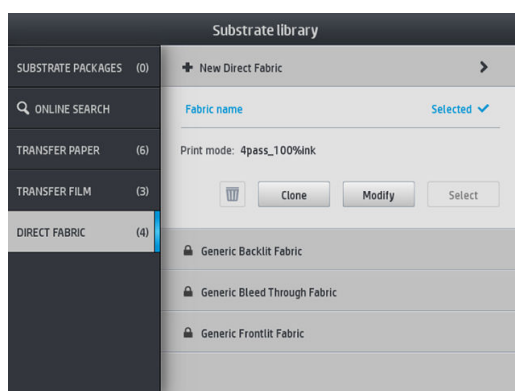 Substrate library
SUBSTRATE PACKAGES (0)
ONLINE SEARCH
TRANSFER PAPER (6)
TRANSFER FILM (3)
DIRECT FABRIC (4)
New Direct Fabric
Fabric name Selected
Print mode: 4pass_100%ink
Clone Modify Select
Generic Backlit Fabric
Generic Bleed Through Fabric
Generic Frontlit Fabric